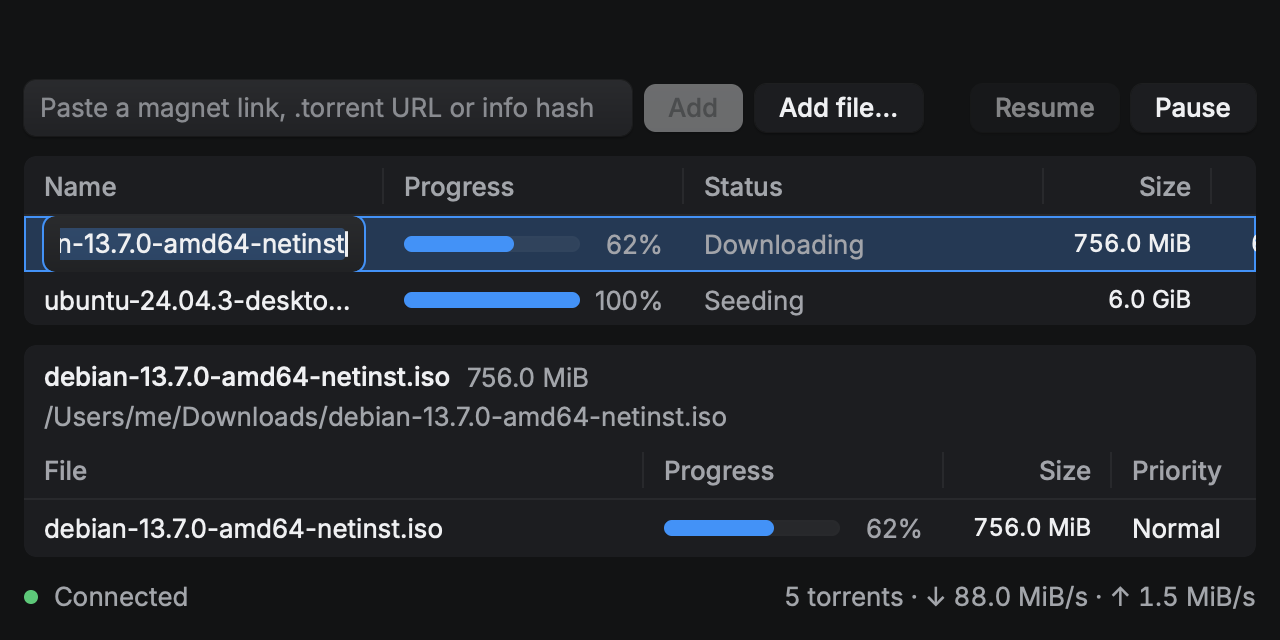 Paste a magnet link, .torrent URL or info hash Add Add file... Resume Pause
Name Progress Status Size
n-13.7.0-amd64-netinst 62% Downloading 756.0 MiB
ubuntu-24.04.3-deskto... 100% Seeding 6.0 GiB
debian-13.7.0-amd64-netinst.iso 756.0 MiB
/Users/me/Downloads/debian-13.7.0-amd64-netinst.iso
File Progress Size Priority
debian-13.7.0-amd64-netinst.iso 62% 756.0 MiB Normal
Connected 5 torrents · ↓ 88.0 MiB/s · ↑ 1.5 MiB/s